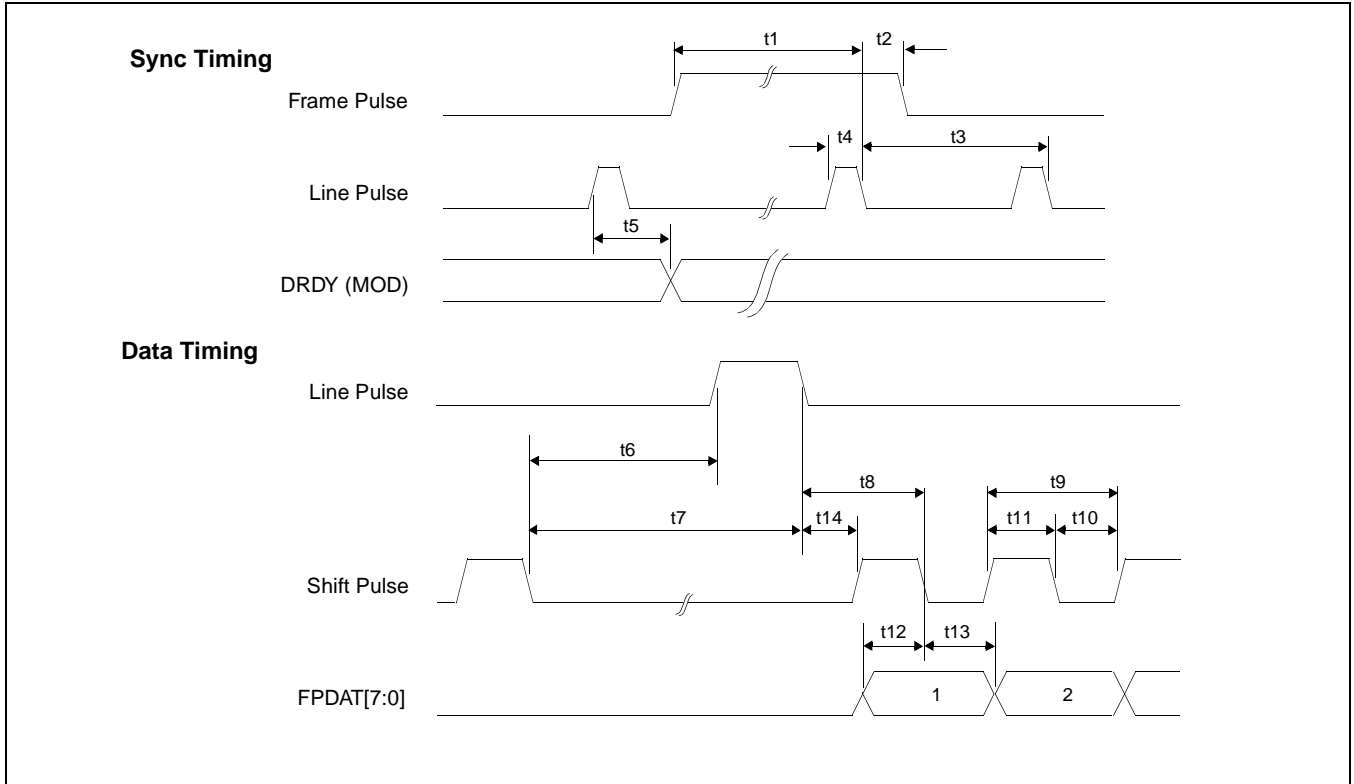 Sync Timing
t1
t2
Frame Pulse
t4
t3
Line Pulse
t5
DRDY (MOD)
Data Timing
Line Pulse
t6
t8
t9
t7
t14
t11
t10
Shift Pulse
t12
t13
FPDAT[7:0]
1
2